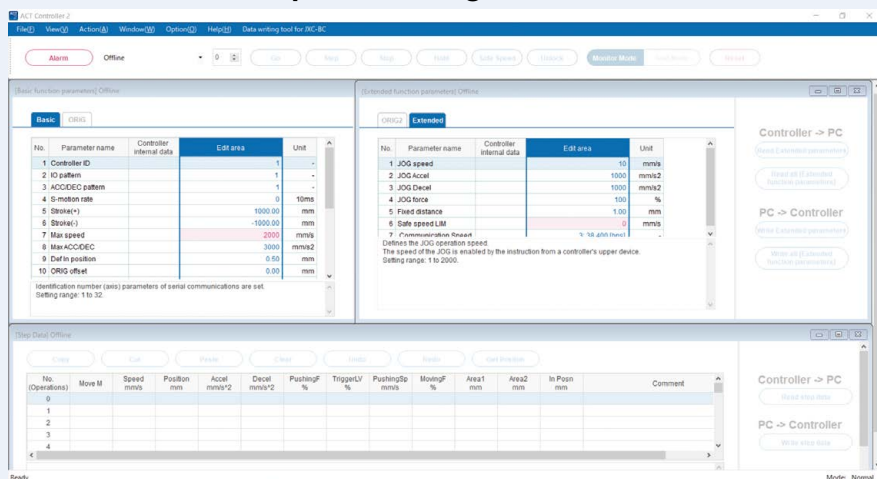 ACT Controller 2
File(F) View(V) Action(A) Window(W) Option(O) Help(H) Data writing tool for JXC-BC
Alarm Offline 0 Go Stop Step Hold Safe Speed Unlock Monitor Mode Reset
[Basic function parameters] Offline
Basic ORIG
No. Parameter name Controller internal data Edit area Unit
1 Controller ID 1 -
2 IO pattern 1 -
3 ACC/DEC pattern 1 -
4 S-motion rate 0 10ms
5 Stroke(+) 1000.00 mm
6 Stroke(-) -1000.00 mm
7 Max speed 2000 mm/s
8 Max ACC/DEC 3000 mm/s2
9 Def In position 0.50 mm
10 ORIG offset 0.00 mm
Identification number (axis) parameters of serial communications are set.
Setting range: 1 to 32.
[Extended function parameters] Offline
ORIG2 Extended
No. Parameter name Controller internal data Edit area Unit
1 JOG speed 10 mm/s
2 JOG Accel 1000 mm/s2
3 JOG Decel 1000 mm/s2
4 JOG force 100 %
5 Fixed distance 1.00 mm
6 Safe speed LIM 0 mm/s
7 Communication Speed 3: 38,400 [bps] -
Defines the JOG operation speed.
The speed of the JOG is enabled by the instruction from a controller's upper device.
Setting range: 1 to 2000.
Controller -> PC
Read Extended parameters
Read all (Extended
function parameters)
PC -> Controller
Write Extended parameters
Write all (Extended
function parameters)
[Step Data] Offline
Copy Cut Paste Clear Undo Redo Get Position
No. (Operations) Move M Speed mm/s Position mm Accel mm/s^2 Decel mm/s^2 PushingF % TriggerLV % PushingSp mm/s MovingF % Area1 mm Area2 mm In Posn mm Comment
0
1
2
3
4
Controller -> PC
Read step data
PC -> Controller
Write step data
Ready Mode: Normal